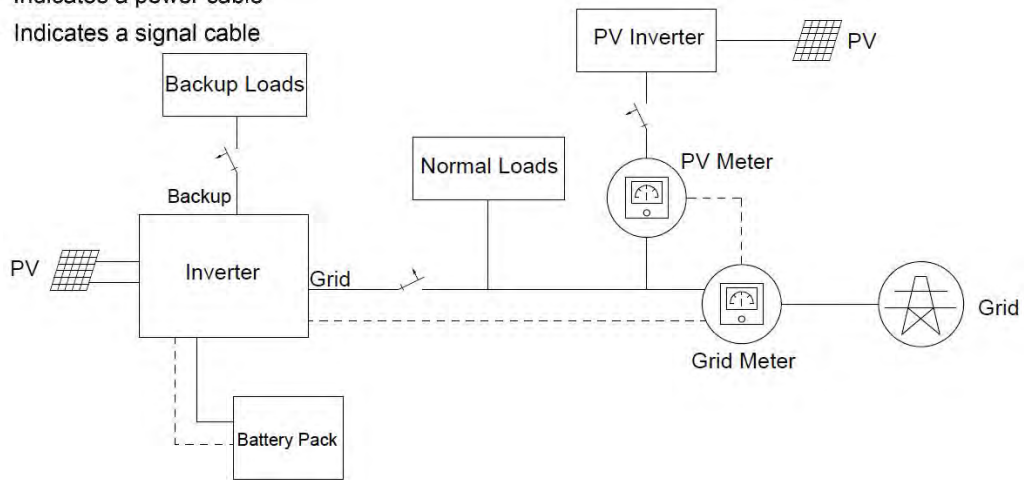 Indicates a power cable
Indicates a signal cable
PV Inverter
PV
Backup Loads
Normal Loads
PV Meter
Backup
PV
Inverter
Grid
Grid
Grid Meter
Battery Pack